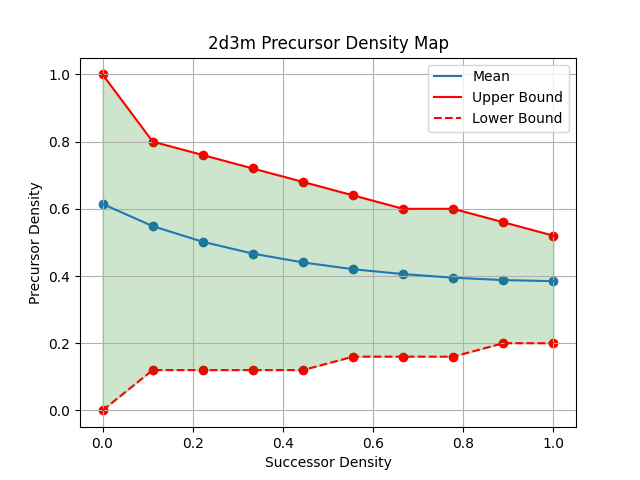 2d3m Precursor Density Map
Mean
Upper Bound
Lower Bound
1.0
0.8
0.6
0.4
0.2
0.0
Precursor Density
0.0 0.2 0.4 0.6 0.8 1.0
Successor Density